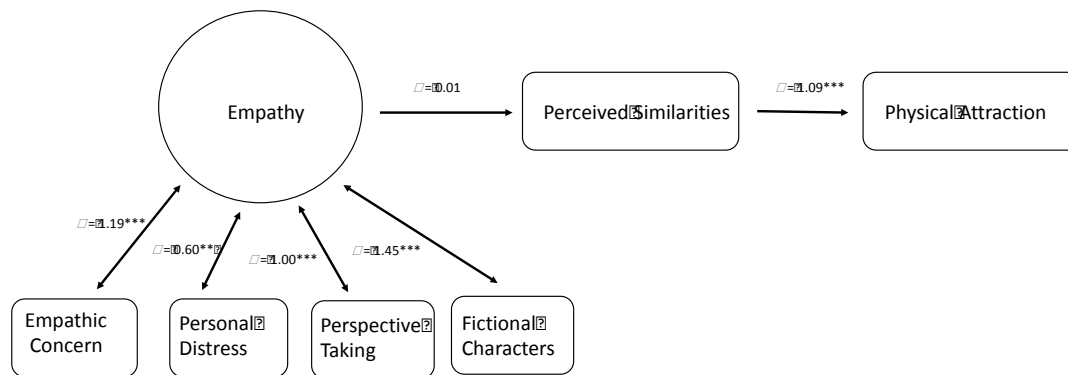 Empathy
□=⍰0.01
Perceived⍰Similarities
□=⍰1.09***
Physical⍰Attraction
□=⍰1.19***
□=⍰0.60**⍰
□=⍰1.00***
□=⍰1.45***
Empathic
Concern
Personal⍰
Distress
Perspective⍰
Taking
Fictional⍰
Characters